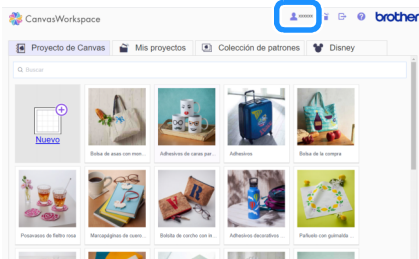 CanvasWorkspace
xxxxxx
brother
Proyecto de Canvas
Mis proyectos
Colección de patrones
Disney
Buscar
Nuevo
Bolsa de asas con mon...
Adhesivos de caras par...
Adhesivos
Bolsa de la compra
Posavasos de fieltro rosa
Marcapáginas de cuero...
Bolsita de corcho con in...
Adhesivos decorativos ...
Pañuelo con guirnalda ...